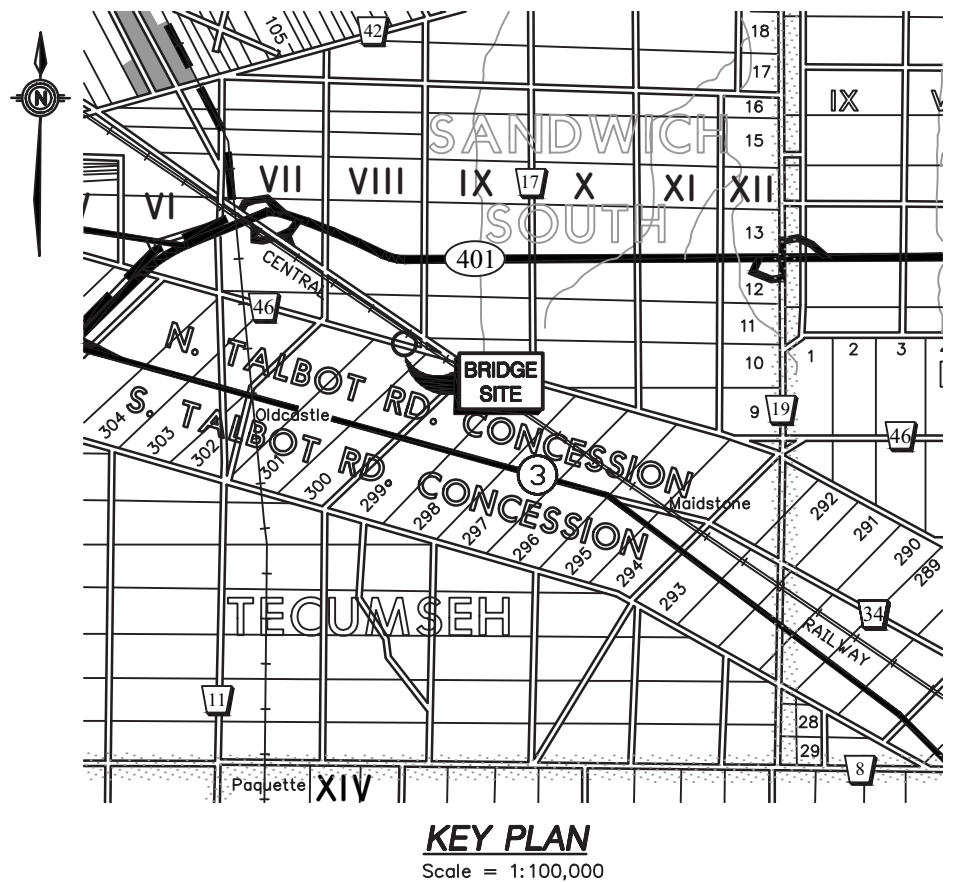 42
105
18
17
16
15
IX
N
SANDWICH
VI
VII
VIII
IX
17
X
XI
XII
SOUTH
13
401
CENTRAL
12
46
11
N. TALBOT RD. CONCESSION
BRIDGE
SITE
10
1
2
3
9
19
46
Oldcastle
S. TALBOT RD CONCESSION
304
303
302
301
300
299
298
297
296
295
294
293
3
Maidstone
292
291
290
289
TECUMSEH
34
RAILWAY
11
28
29
8
Paquette
XIV
KEY PLAN
Scale = 1:100,000